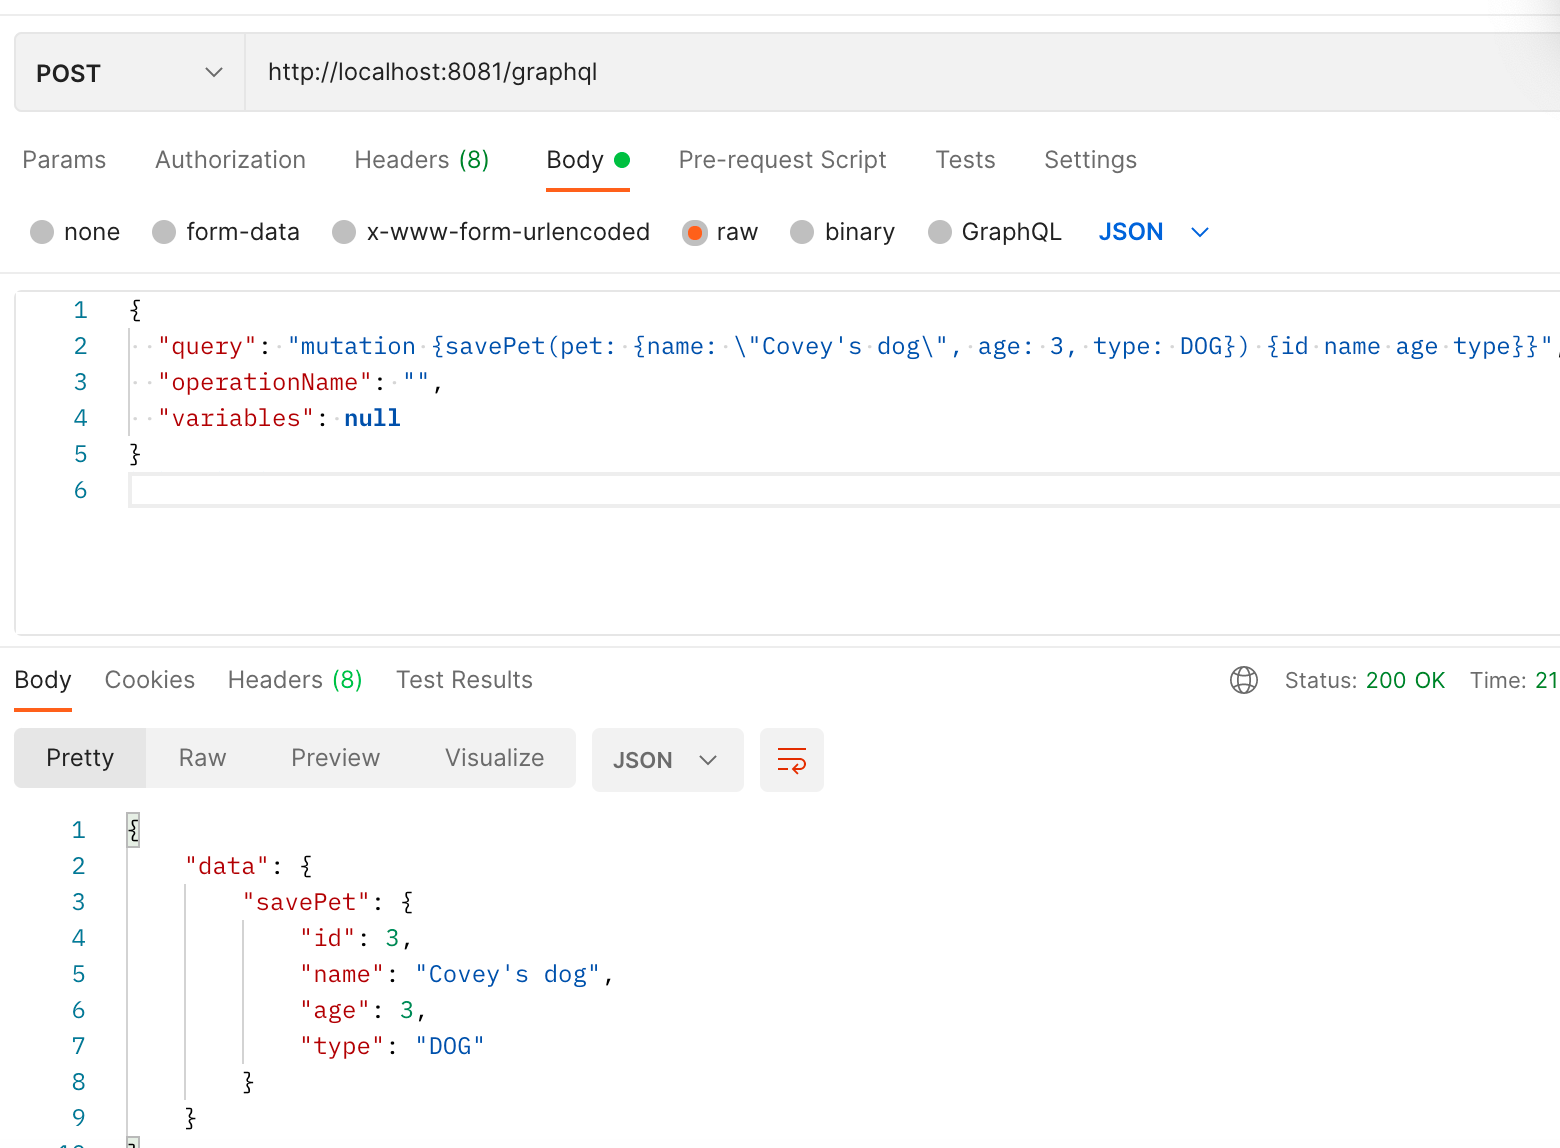 POST http://localhost:8081/graphql
Params Authorization Headers (8) Body Pre-request Script Tests Settings
none form-data x-www-form-urlencoded raw binary GraphQL JSON
1 {
2 "query": "mutation {savePet(pet: {name: \"Covey's dog\", age: 3, type: DOG}) {id name age type}}",
3 "operationName": "",
4 "variables": null
5 }
6
Body Cookies Headers (8) Test Results Status: 200 OK Time: 21
Pretty Raw Preview Visualize JSON
1 {
2 "data": {
3 "savePet": {
4 "id": 3,
5 "name": "Covey's dog",
6 "age": 3,
7 "type": "DOG"
8 }
9 }
10 }